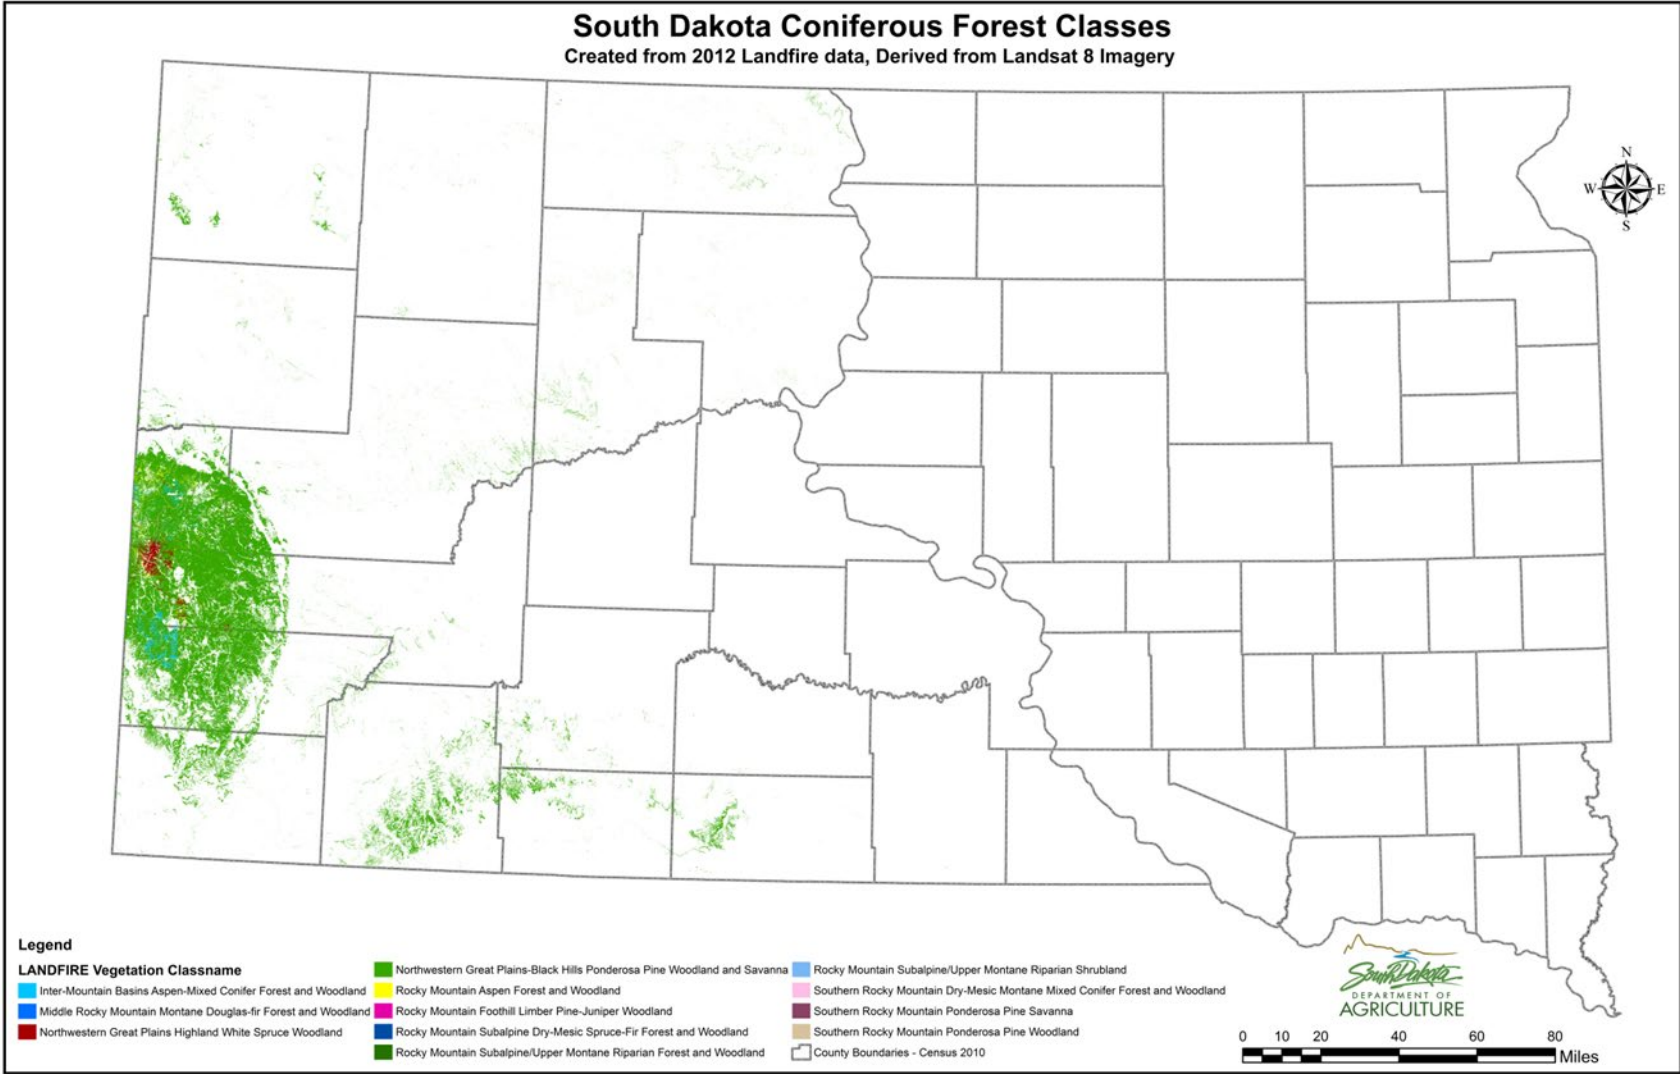 South Dakota Coniferous Forest Classes
Created from 2012 Landfire data, Derived from Landsat 8 Imagery
N
W
E
S
Legend
LANDFIRE Vegetation Classname
Inter-Mountain Basins Aspen-Mixed Conifer Forest and Woodland
Middle Rocky Mountain Montane Douglas-fir Forest and Woodland
Northwestern Great Plains Highland White Spruce Woodland
Northwestern Great Plains-Black Hills Ponderosa Pine Woodland and Savanna
Rocky Mountain Aspen Forest and Woodland
Rocky Mountain Foothill Limber Pine-Juniper Woodland
Rocky Mountain Subalpine Dry-Mesic Spruce-Fir Forest and Woodland
Rocky Mountain Subalpine/Upper Montane Riparian Forest and Woodland
Rocky Mountain Subalpine/Upper Montane Riparian Shrubland
Southern Rocky Mountain Dry-Mesic Montane Mixed Conifer Forest and Woodland
Southern Rocky Mountain Ponderosa Pine Savanna
Southern Rocky Mountain Ponderosa Pine Woodland
County Boundaries - Census 2010
South Dakota
DEPARTMENT OF
AGRICULTURE
0 10 20 40 60 80
Miles